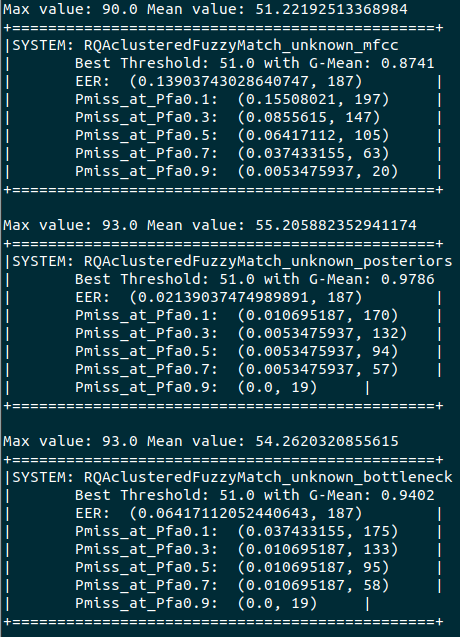 Max value: 90.0 Mean value: 51.22192513368984
+===============================================+
|SYSTEM: RQAclusteredFuzzyMatch_unknown_mfcc
|       Best Threshold: 51.0 with G-Mean: 0.8741
|       EER:  (0.13903743028640747, 187)        |
|       Pmiss_at_Pfa0.1:  (0.15508021, 197)     |
|       Pmiss_at_Pfa0.3:  (0.0855615, 147)      |
|       Pmiss_at_Pfa0.5:  (0.06417112, 105)     |
|       Pmiss_at_Pfa0.7:  (0.037433155, 63)     |
|       Pmiss_at_Pfa0.9:  (0.0053475937, 20)    |
+===============================================+
Max value: 93.0 Mean value: 55.205882352941174
+===============================================+
|SYSTEM: RQAclusteredFuzzyMatch_unknown_posteriors
|       Best Threshold: 51.0 with G-Mean: 0.9786
|       EER:  (0.02139037474989891, 187)        |
|       Pmiss_at_Pfa0.1:  (0.010695187, 170)    |
|       Pmiss_at_Pfa0.3:  (0.0053475937, 132)   |
|       Pmiss_at_Pfa0.5:  (0.0053475937, 94)    |
|       Pmiss_at_Pfa0.7:  (0.0053475937, 57)    |
|       Pmiss_at_Pfa0.9:  (0.0, 19)     |
+===============================================+
Max value: 93.0 Mean value: 54.2620320855615
+===============================================+
|SYSTEM: RQAclusteredFuzzyMatch_unknown_bottleneck
|       Best Threshold: 51.0 with G-Mean: 0.9402
|       EER:  (0.06417112052440643, 187)        |
|       Pmiss_at_Pfa0.1:  (0.037433155, 175)    |
|       Pmiss_at_Pfa0.3:  (0.010695187, 133)    |
|       Pmiss_at_Pfa0.5:  (0.010695187, 95)     |
|       Pmiss_at_Pfa0.7:  (0.010695187, 58)     |
|       Pmiss_at_Pfa0.9:  (0.0, 19)     |
+===============================================+